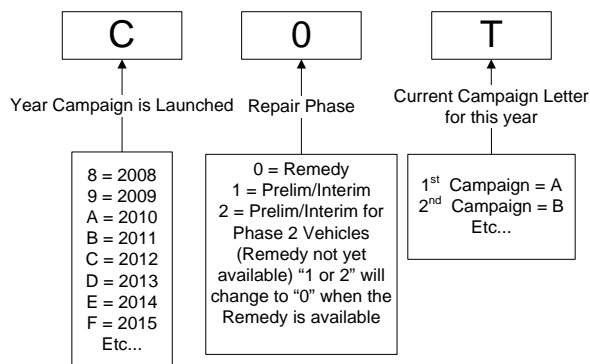 C
0
T
Year Campaign is Launched
Repair Phase
Current Campaign Letter
for this year
8 = 2008
9 = 2009
A = 2010
B = 2011
C = 2012
D = 2013
E = 2014
F = 2015
Etc...
0 = Remedy
1 = Prelim/Interim
2 = Prelim/Interim for
Phase 2 Vehicles
(Remedy not yet
available) “1 or 2” will
change to “0” when the
Remedy is available
1st Campaign = A
2nd Campaign = B
Etc...